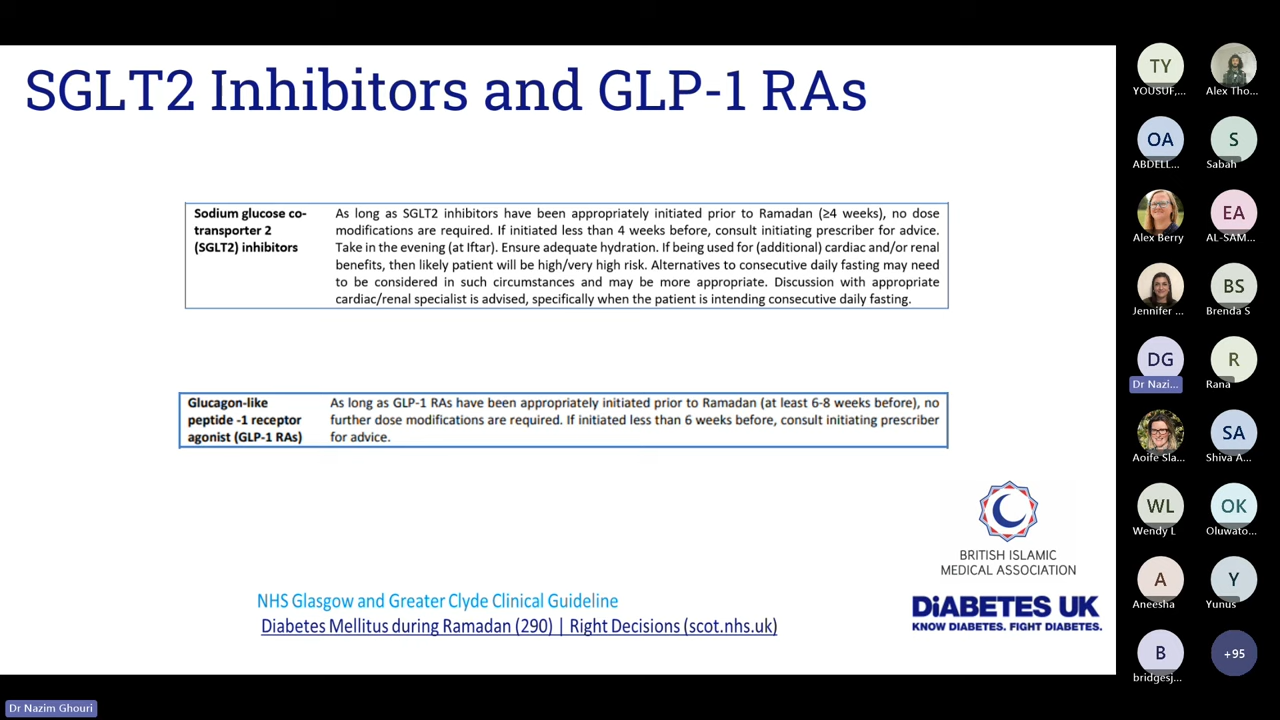 SGLT2 Inhibitors and GLP-1 RAs
Sodium glucose co-
transporter 2
(SGLT2) inhibitors
As long as SGLT2 inhibitors have been appropriately initiated prior to Ramadan (≥4 weeks), no dose
modifications are required. If initiated less than 4 weeks before, consult initiating prescriber for advice.
Take in the evening (at Iftar). Ensure adequate hydration. If being used for (additional) cardiac and/or renal
benefits, then likely patient will be high/very high risk. Alternatives to consecutive daily fasting may need
to be considered in such circumstances and may be more appropriate. Discussion with appropriate
cardiac/renal specialist is advised, specifically when the patient is intending consecutive daily fasting.
Glucagon-like
peptide -1 receptor
agonist (GLP-1 RAs)
As long as GLP-1 RAs have been appropriately initiated prior to Ramadan (at least 6-8 weeks before), no
further dose modifications are required. If initiated less than 6 weeks before, consult initiating prescriber
for advice.
BRITISH ISLAMIC
MEDICAL ASSOCIATION
NHS Glasgow and Greater Clyde Clinical Guideline
Diabetes Mellitus during Ramadan (290) | Right Decisions (scot.nhs.uk)
DiABETES UK
KNOW DIABETES. FIGHT DIABETES.
TY
YOUSUF,...
Alex Tho...
OA
ABDELL...
S
Sabah
Alex Berry
EA
AL-SAM...
Jennifer ...
BS
Brenda S
DG
Dr Nazi...
R
Rana
Aoife Sla...
SA
Shiva A...
WL
Wendy L
OK
Oluwato...
A
Aneesha
Y
Yunus
B
bridgesj...
+95
Dr Nazim Ghouri